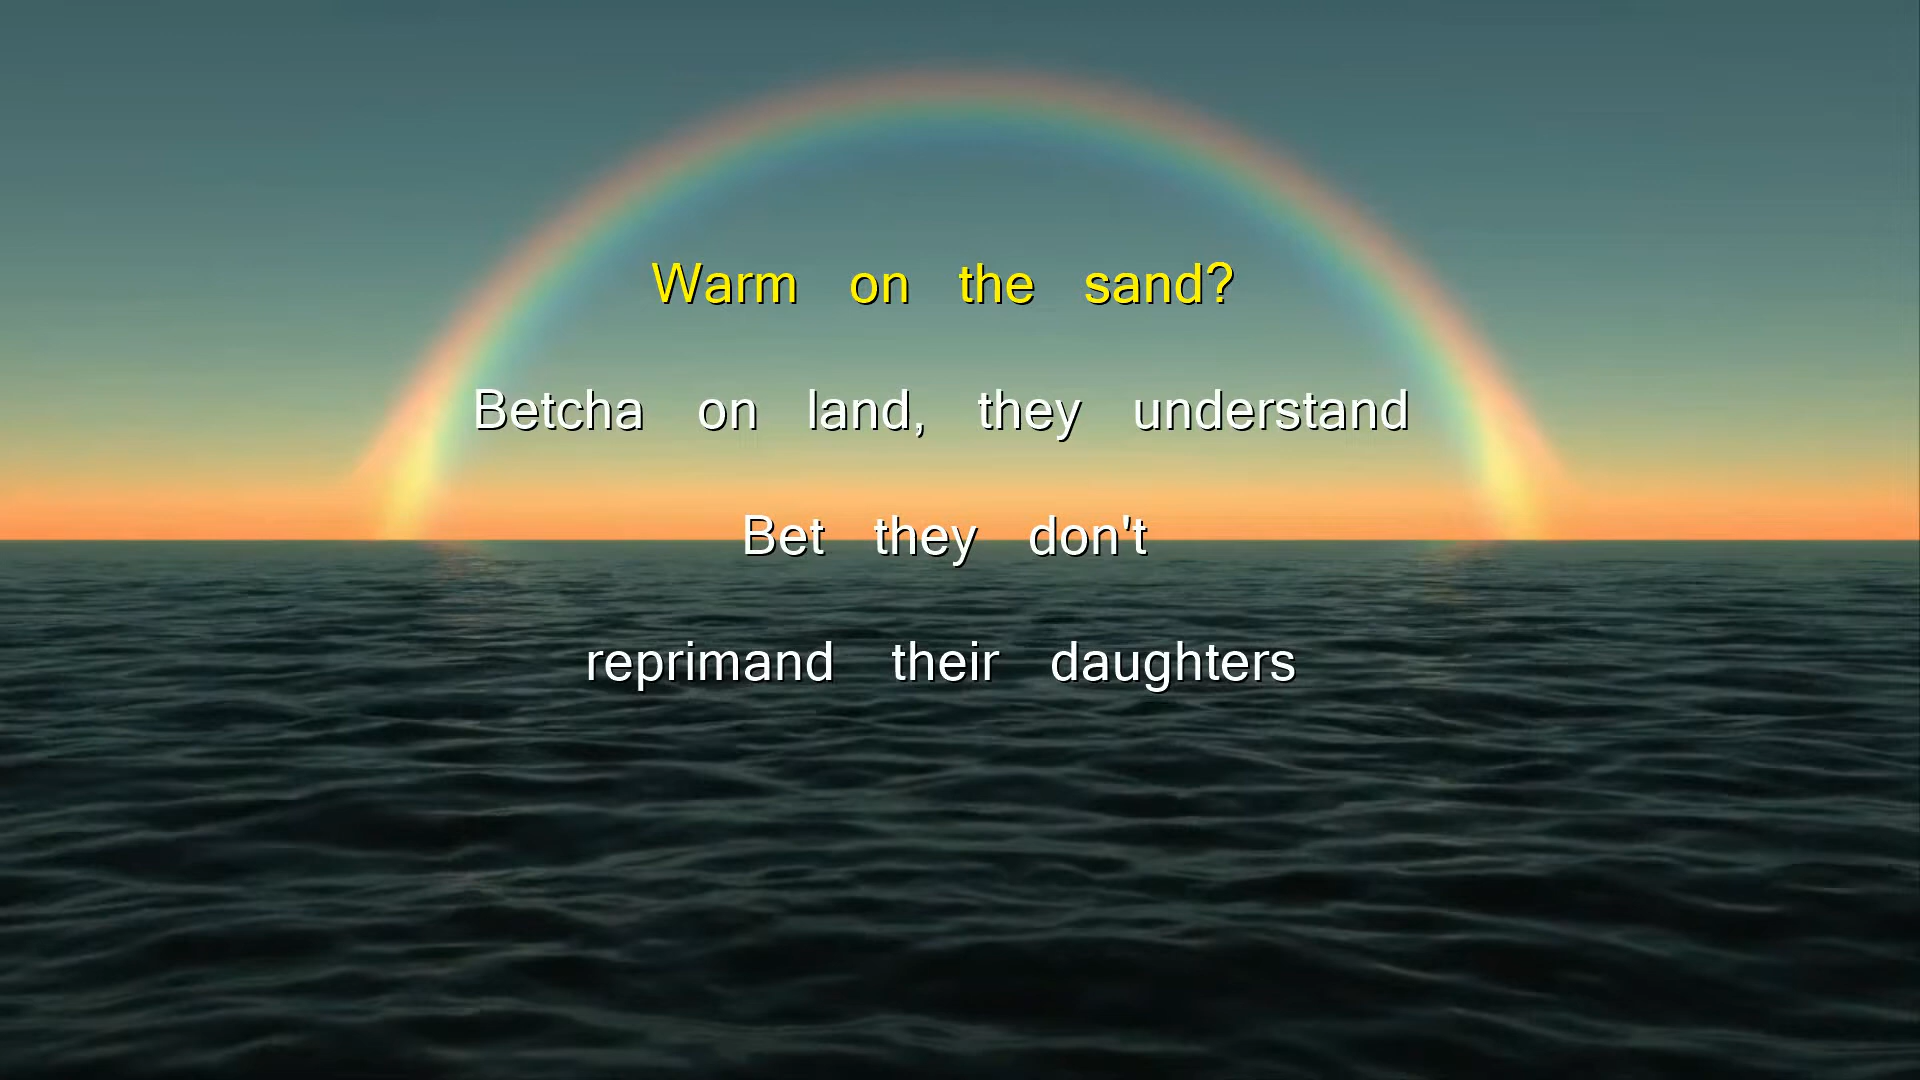 Warm on the sand?
Betcha on land, they understand
Bet they don't
reprimand their daughters